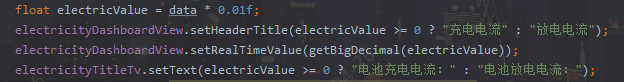 float electricValue = data * 0.01f;
electricityDashboardView.setHeaderTitle(electricValue >= 0 ? "充电电流" : "放电电流");
electricityDashboardView.setRealTimeValue(getBigDecimal(electricValue));
electricityTitleTv.setText(electricValue >= 0 ? "电池充电电流：" : "电池放电电流：");